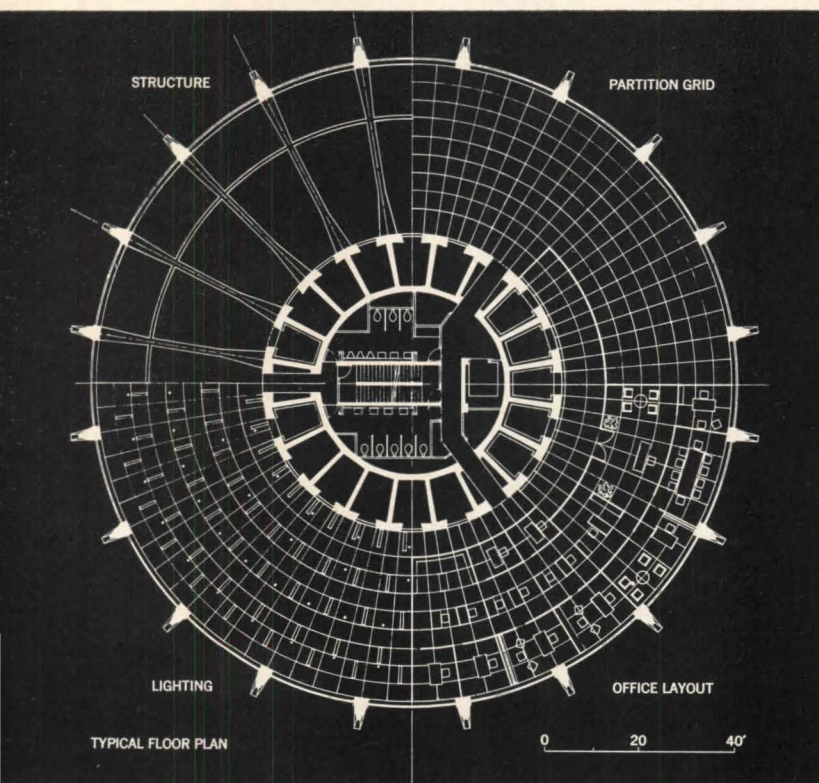 STRUCTURE
PARTITION GRID
LIGHTING
OFFICE LAYOUT
TYPICAL FLOOR PLAN
0 20 40'